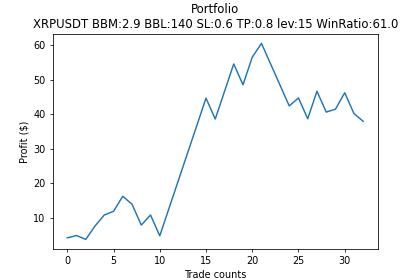 Portfolio
XRPUSDT BBM:2.9 BBL:140 SL:0.6 TP:0.8 lev:15 WinRatio:61.0
60
50
40
30
20
10
Profit ($)
0 5 10 15 20 25 30
Trade counts